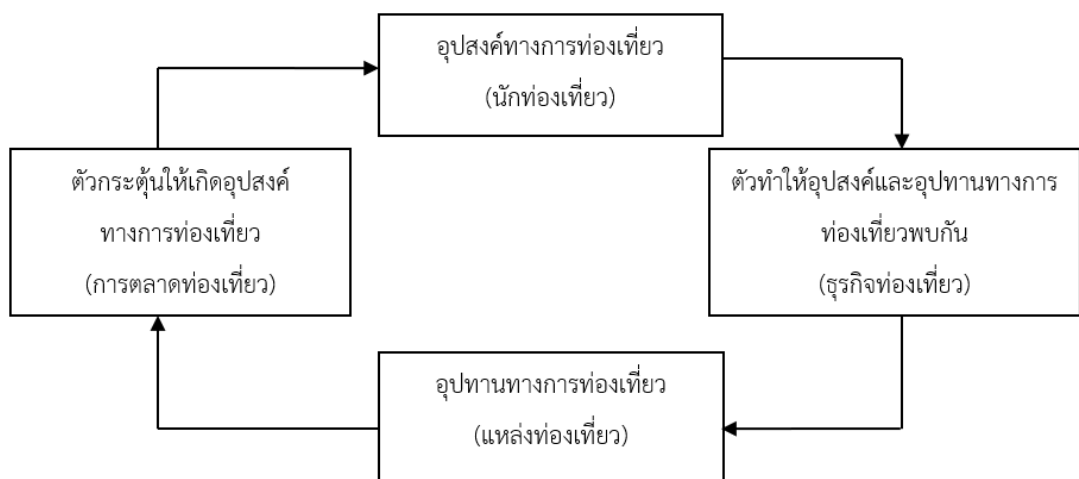 อุปสงค์ทางการท่องเที่ยว
(นักท่องเที่ยว)
ตัวกระตุ้นให้เกิดอุปสงค์
ทางการท่องเที่ยว
(การตลาดท่องเที่ยว)
ตัวทำให้อุปสงค์และอุปทานทางการ
ท่องเที่ยวพบกัน
(ธุรกิจท่องเที่ยว)
อุปทานทางการท่องเที่ยว
(แหล่งท่องเที่ยว)